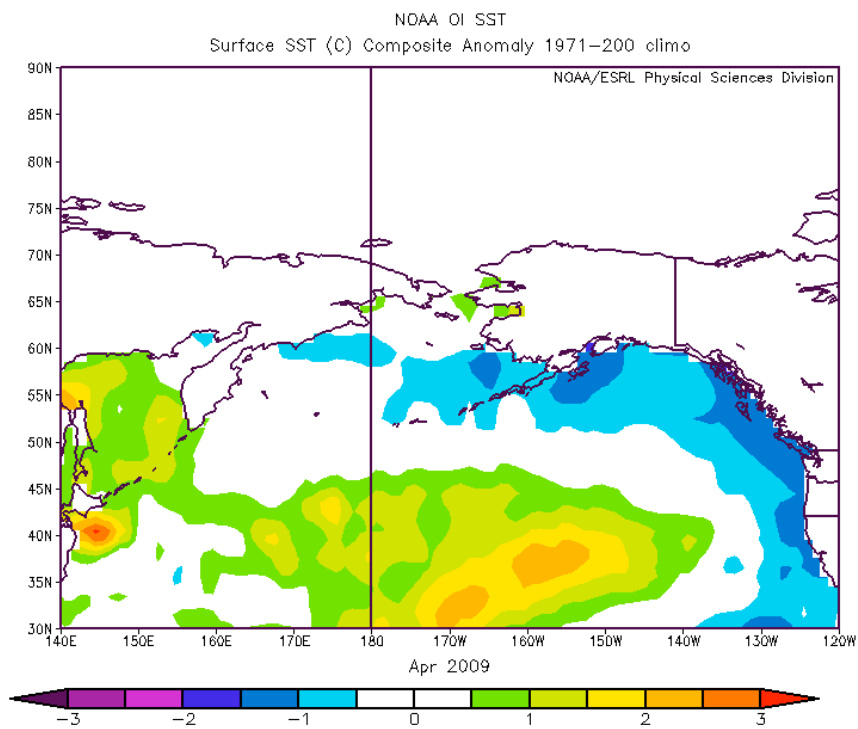 NOAA OI SST
Surface SST (C) Composite Anomaly 1971-200 climo
NOAA/ESRL Physical Sciences Division
90N
85N
80N
75N
70N
65N
60N
55N
50N
45N
40N
35N
30N
140E 150E 160E 170E 180 170W 160W 150W 140W 130W 120W
Apr 2009
-3 -2 -1 0 1 2 3